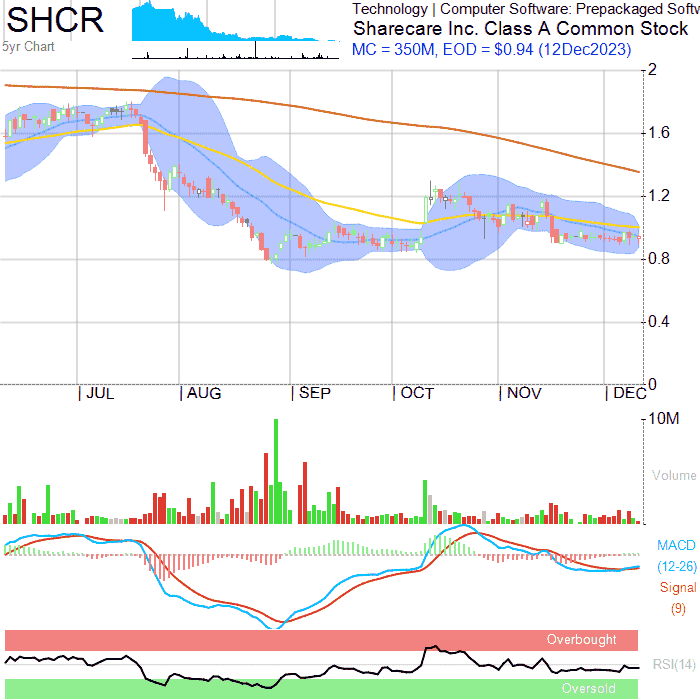 SHCR
5yr Chart
Technology | Computer Software: Prepackaged Softw
Sharecare Inc. Class A Common Stock
MC = 350M, EOD = $0.94 (12Dec2023)
2
1.6
1.2
0.8
0.4
0
| JUL | AUG | SEP | OCT | NOV | DEC
10M
Volume
MACD
(12-26)
Signal
(9)
Overbought
RSI(14)
Oversold